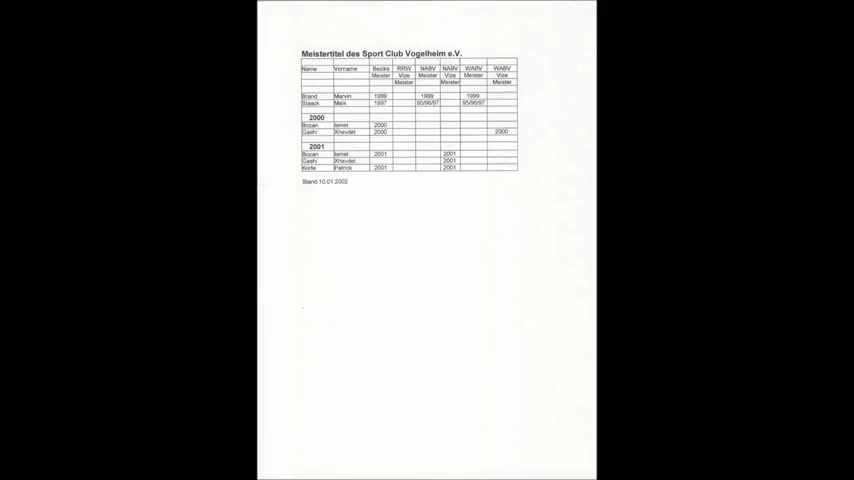 Meistertitel des Sport Club Vogelheim e.V.
Name Vorname Bezike RRW NABV NABV WABV WABV
Meister Vize Meister Vize Meister Vize
Meister Meister Meister
Brand Marvin 1999 1999 1999
Staack Maik 1997 95/96/97 95/96/97
2000
Bozan Ismet 2000
Gashi Xhevdet 2000 2000
2001
Bozan Ismet 2001 2001
Gashi Xhevdet 2001
Korte Patrick 2001 2001
Stand 10.01.2002